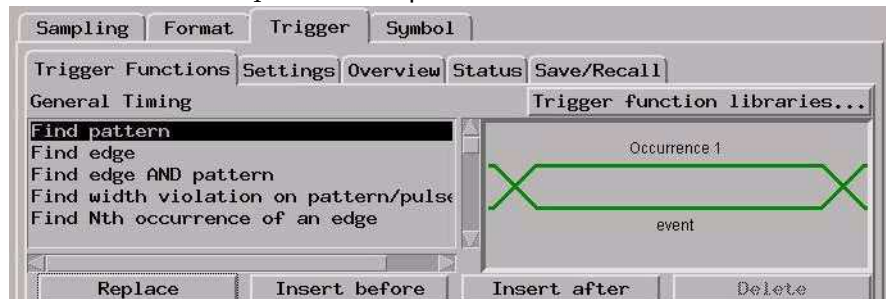 Sampling Format Trigger Symbol
Trigger Functions Settings Overview Status Save/Recall
General Timing Trigger function libraries...
Find pattern
Find edge
Find edge AND pattern
Find width violation on pattern/pulse
Find Nth occurrence of an edge
Occurrence 1
event
Replace Insert before Insert after Delete